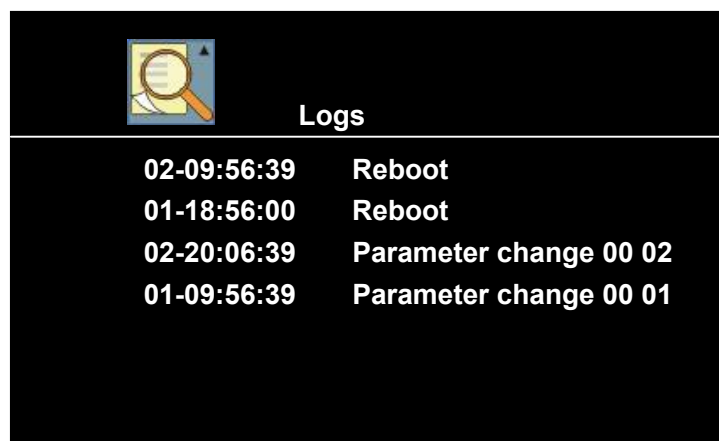 Logs
02-09:56:39 Reboot
01-18:56:00 Reboot
02-20:06:39 Parameter change 00 02
01-09:56:39 Parameter change 00 01